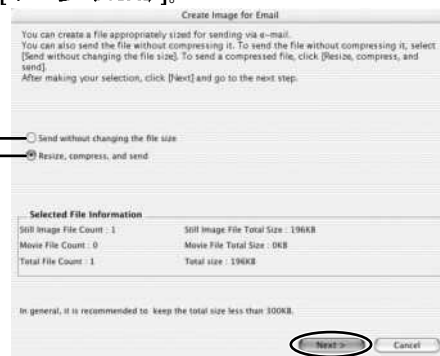 Create Image for Email
You can create a file appropriately sized for sending via e-mail.
You can also send the file without compressing it. To send the file without compressing it, select
[Send without changing the file size]. To send a compressed file, click [Resize, compress, and
send].
After making your selection, click [Next] and go to the next step.
Send without changing the file size
Resize, compress, and send
Selected File Information
Still Image File Count : 1 Still Image File Total Size : 196KB
Movie File Count : 0 Movie File Total Size : 0KB
Total File Count : 1 Total size : 196KB
In general, it is recommended to keep the total size less than 300KB.
Next > Cancel